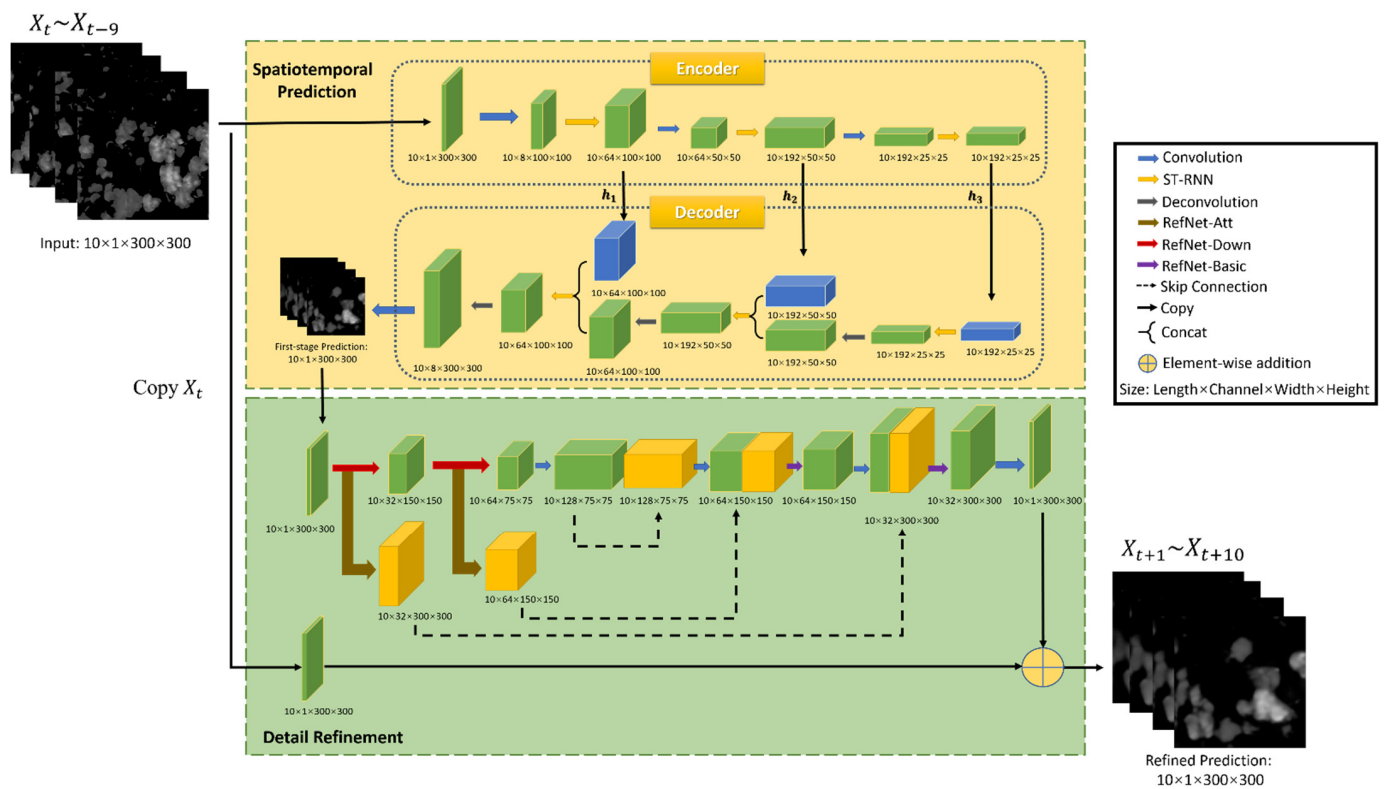 X_t~X_{t−9}
Input: 10×1×300×300
Spatiotemporal
Prediction
Encoder
10×1×300×300
10×8×100×100
10×64×100×100
10×64×50×50
10×192×50×50
10×192×25×25
10×192×25×25
h_1
h_2
h_3
Decoder
10×64×100×100
10×192×50×50
10×192×25×25
10×192×25×25
10×192×50×50
10×192×50×50
10×64×100×100
10×64×100×100
10×8×300×300
First-stage Prediction:
10×1×300×300
Copy X_t
10×1×300×300
10×32×150×150
10×64×75×75
10×128×75×75
10×128×75×75
10×64×150×150
10×64×150×150
10×32×300×300
10×32×300×300
10×1×300×300
10×32×300×300
10×64×150×150
10×1×300×300
Detail Refinement
Convolution
ST-RNN
Deconvolution
RefNet-Att
RefNet-Down
RefNet-Basic
Skip Connection
Copy
Concat
Element-wise addition
Size: Length×Channel×Width×Height
X_{t+1}~X_{t+10}
Refined Prediction:
10×1×300×300